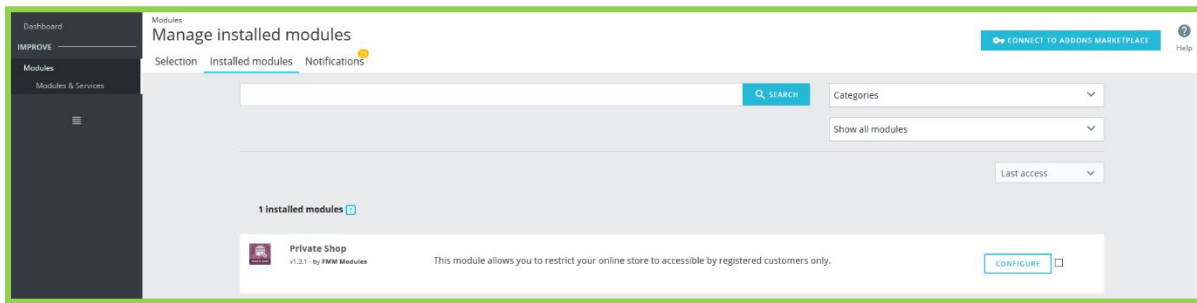 Dashboard
IMPROVE
Modules
Modules & Services
Modules
Manage installed modules
Selection Installed modules Notifications
CONNECT TO ADDONS MARKETPLACE
Help
SEARCH
Categories
Show all modules
Last access
1 installed modules
Private Shop
v1.3.1 - by FMM Modules
This module allows you to restrict your online store to accessible by registered customers only.
CONFIGURE